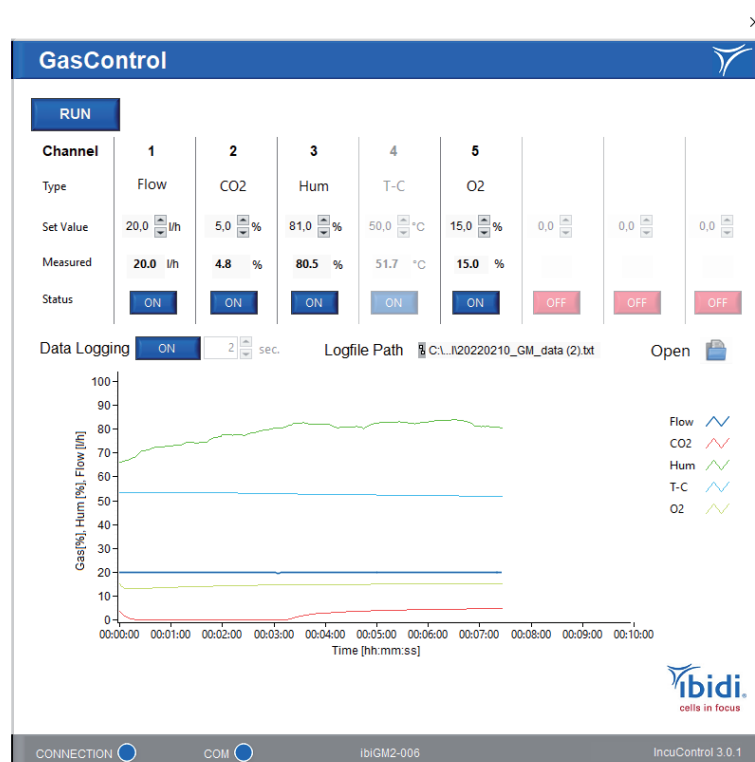 GasControl
RUN
Channel 1 2 3 4 5
Type Flow CO2 Hum T-C O2
Set Value 20,0 l/h 5,0 % 81,0 % 50,0 °C 15,0 % 0,0 0,0 0,0
Measured 20.0 l/h 4.8 % 80.5 % 51.7 °C 15.0 %
Status ON ON ON ON ON OFF OFF OFF
Data Logging ON 2 sec. Logfile Path C:\...\20220210_GM_data (2).txt Open
100
90
80
70
60
50
40
30
20
10
0
Gas[%], Hum [%], Flow [l/h]
00:00:00 00:01:00 00:02:00 00:03:00 00:04:00 00:05:00 00:06:00 00:07:00 00:08:00 00:09:00 00:10:00
Time [hh:mm:ss]
Flow
CO2
Hum
T-C
O2
ibidi.
cells in focus
CONNECTION COM ibiGM2-006 IncuControl 3.0.1